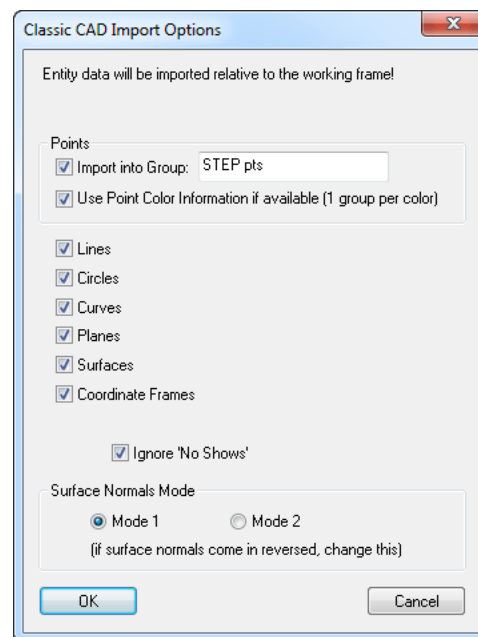 Classic CAD Import Options
Entity data will be imported relative to the working frame!
Points
Import into Group: STEP pts
Use Point Color Information if available (1 group per color)
Lines
Circles
Curves
Planes
Surfaces
Coordinate Frames
Ignore 'No Shows'
Surface Normals Mode
Mode 1 Mode 2
(if surface normals come in reversed, change this)
OK Cancel